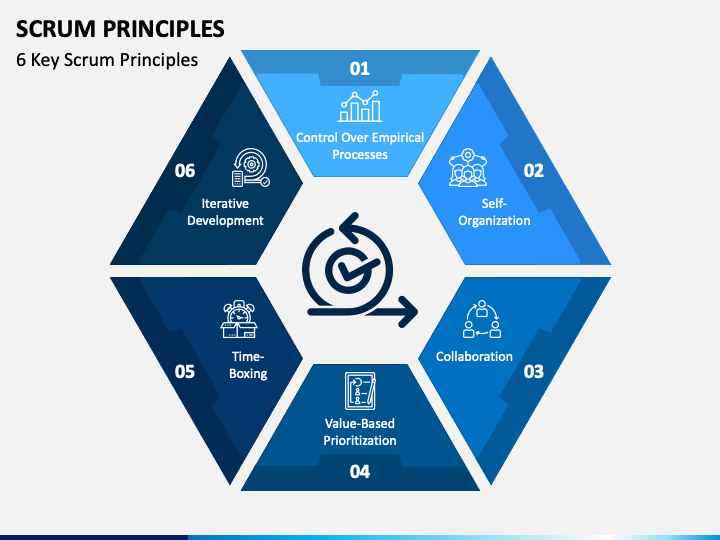 SCRUM PRINCIPLES
6 Key Scrum Principles
01
Control Over Empirical
Processes
02
Self-
Organization
03
Collaboration
Value-Based
Prioritization
04
05
Time-
Boxing
06
Iterative
Development